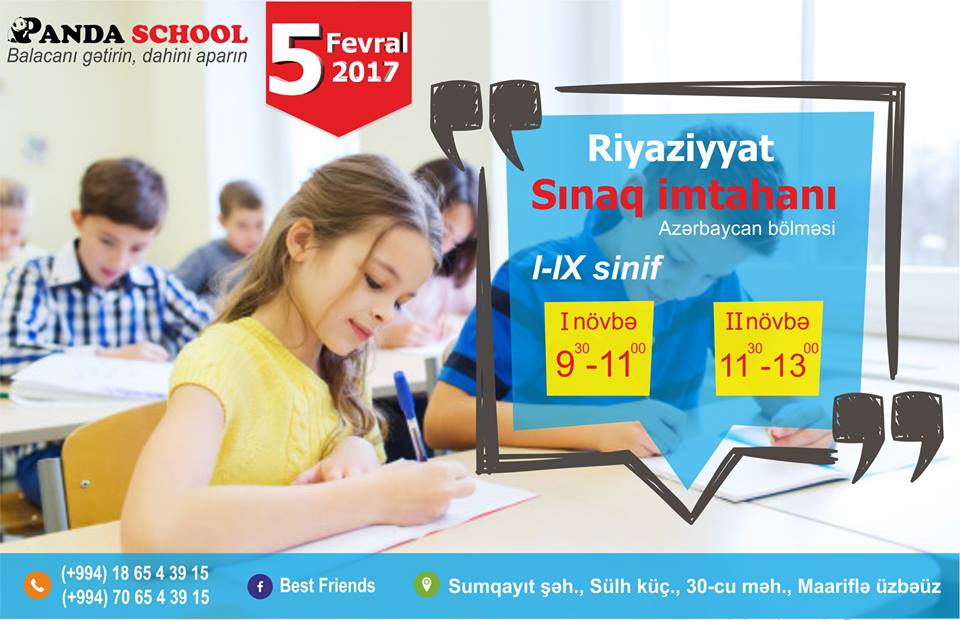 PANDA SCHOOL
Balacanı gətirin, dahini aparın
5 Fevral
2017
Riyaziyyat
Sınaq imtahanı
Azərbaycan bölməsi
I-IX sinif
I növbə
9³⁰-11⁰⁰
II növbə
11³⁰-13⁰⁰
(+994) 18 65 4 39 15
(+994) 70 65 4 39 15
Best Friends
Sumqayıt şəh., Sülh küç., 30-cu məh., Maariflə üzbəüz